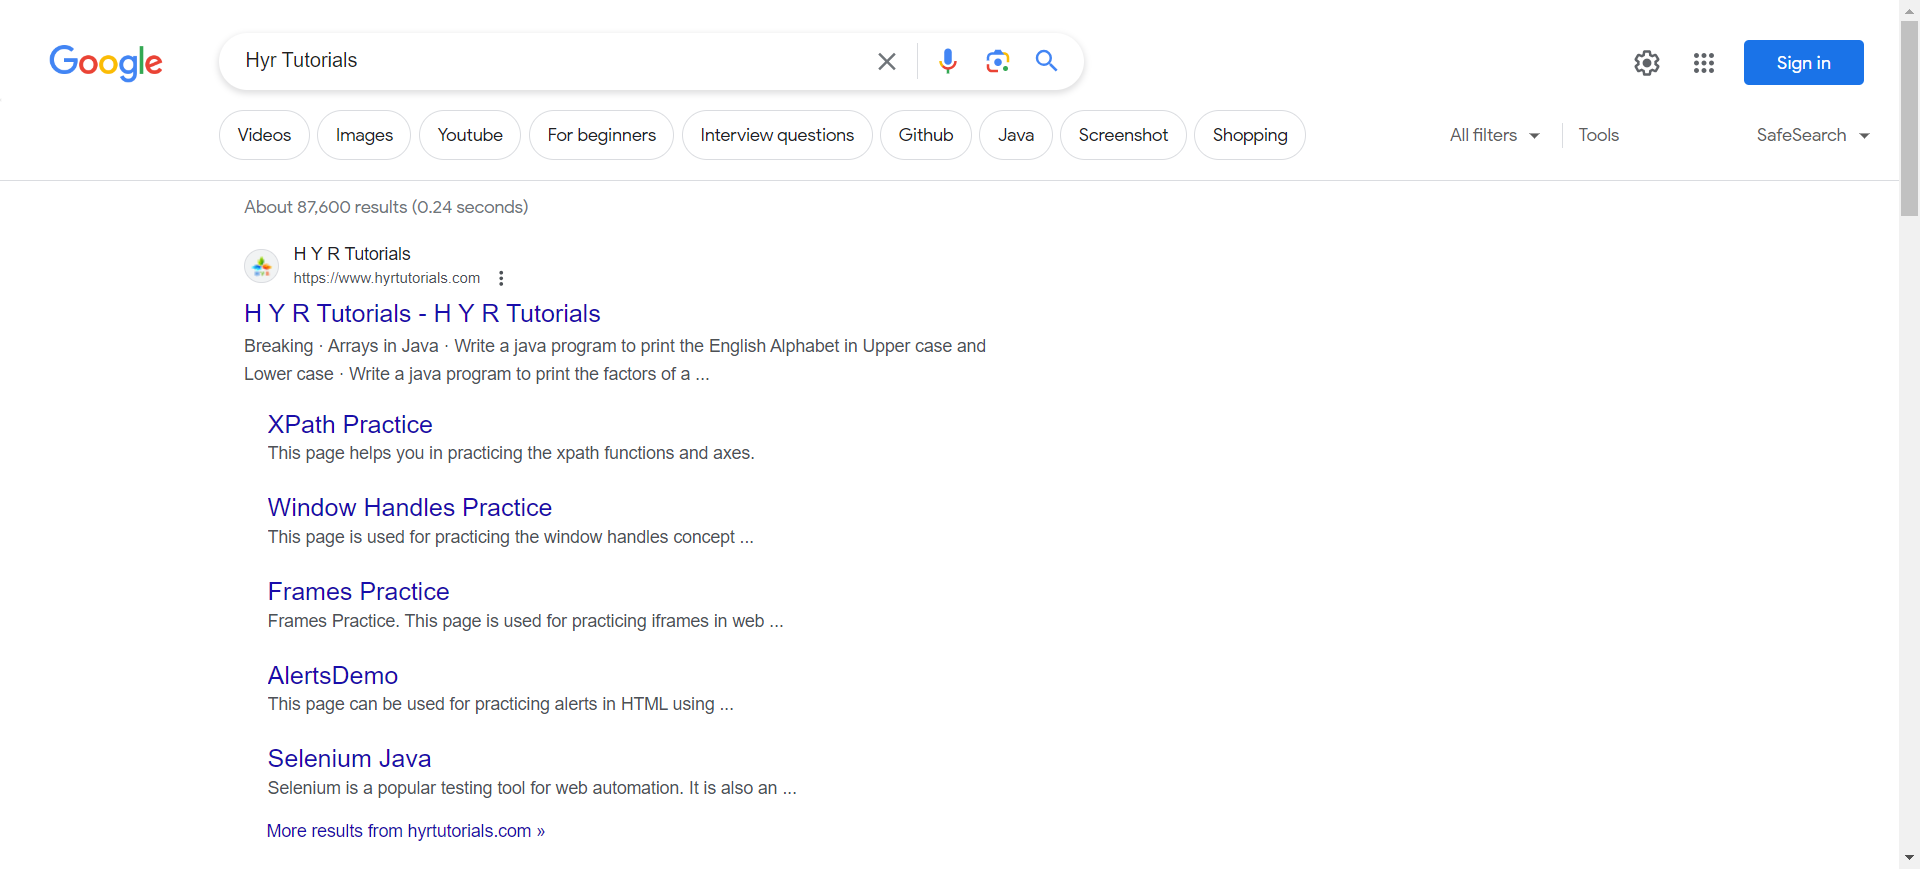 Google
Hyr Tutorials
Sign in
Videos
Images
Youtube
For beginners
Interview questions
Github
Java
Screenshot
Shopping
All filters
Tools
SafeSearch
About 87,600 results (0.24 seconds)
H Y R Tutorials
https://www.hyrtutorials.com
H Y R Tutorials - H Y R Tutorials
Breaking · Arrays in Java · Write a java program to print the English Alphabet in Upper case and
Lower case · Write a java program to print the factors of a ...
XPath Practice
This page helps you in practicing the xpath functions and axes.
Window Handles Practice
This page is used for practicing the window handles concept ...
Frames Practice
Frames Practice. This page is used for practicing iframes in web ...
AlertsDemo
This page can be used for practicing alerts in HTML using ...
Selenium Java
Selenium is a popular testing tool for web automation. It is also an ...
More results from hyrtutorials.com »